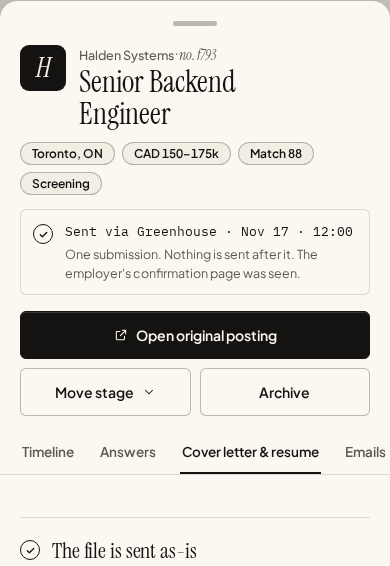 H
Halden Systems · no. f793
Senior Backend
Engineer
Toronto, ON
CAD 150–175k
Match 88
Screening
Sent via Greenhouse · Nov 17 · 12:00
One submission. Nothing is sent after it. The
employer's confirmation page was seen.
Open original posting
Move stage
Archive
Timeline
Answers
Cover letter & resume
Emails
The file is sent as-is